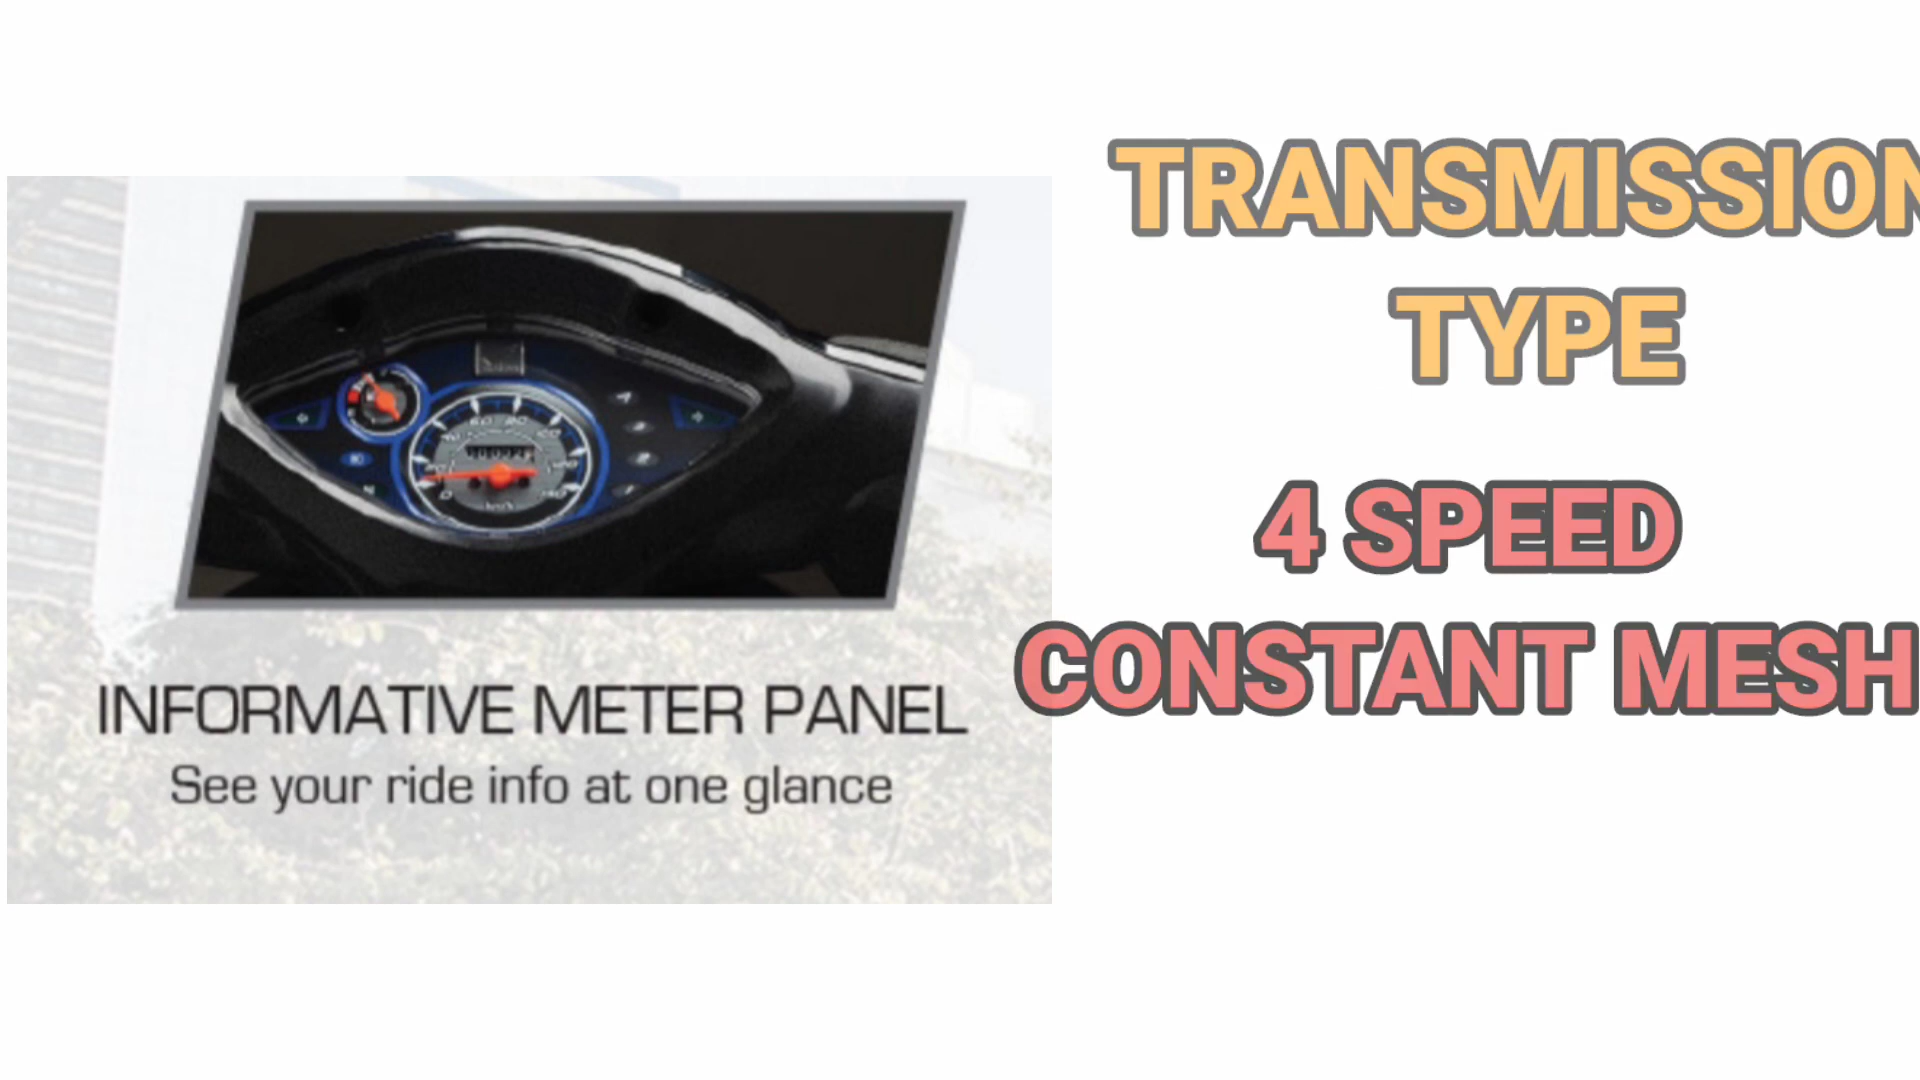 INFORMATIVE METER PANEL
See your ride info at one glance
TRANSMISSION
TYPE
4 SPEED
CONSTANT MESH